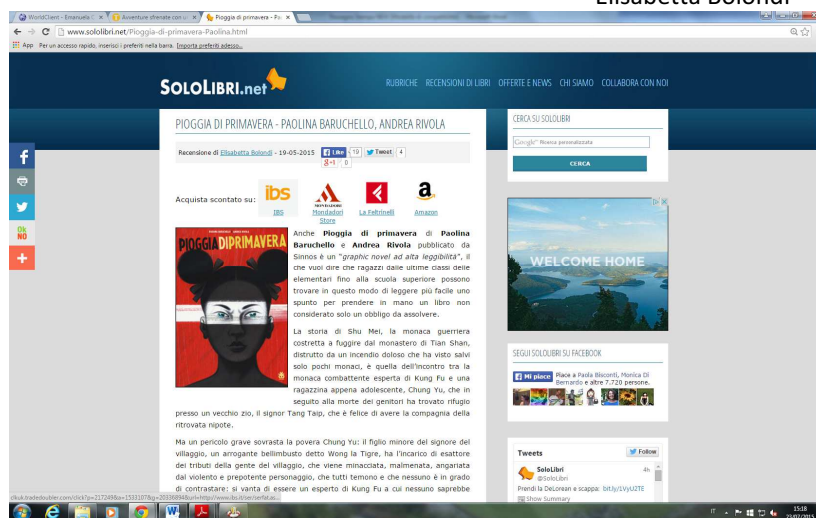 Elisabetta Bolondi
WorldClient - Emanuela C
Avventure sfrenate con u
Pioggia di primavera - Pao
www.sololibri.net/Pioggia-di-primavera-Paolina.html
App Per un accesso rapido, inserisci i preferiti nella barra. Importa preferiti adesso...
SOLOLIBRI.net
RUBRICHE RECENSIONI DI LIBRI OFFERTE E NEWS CHI SIAMO COLLABORA CON NOI
PIOGGIA DI PRIMAVERA - PAOLINA BARUCHELLO, ANDREA RIVOLA
Recensione di Elisabetta Bolondi - 19-05-2015 Like 19 Tweet 4
g+1 0
Acquista scontato su:
ibs
IBS
MONDADORI
Mondadori Store
La Feltrinelli
a.
Amazon
PIOGGIADIPRIMAVERA
Anche Pioggia di primavera di Paolina
Baruchello e Andrea Rivola pubblicato da
Sinnos è un "graphic novel ad alta leggibilità", il
che vuol dire che ragazzi dalle ultime classi delle
elementari fino alla scuola superiore possono
trovare in questo modo di leggere più facile uno
spunto per prendere in mano un libro non
considerato solo un obbligo da assolvere.
La storia di Shu Mei, la monaca guerriera
costretta a fuggire dal monastero di Tian Shan,
distrutto da un incendio doloso che ha visto salvi
solo pochi monaci, è quella dell'incontro tra la
monaca combattente esperta di Kung Fu e una
ragazzina appena adolescente, Chung Yu, che in
seguito alla morte dei genitori ha trovato rifugio
presso un vecchio zio, il signor Tang Taip, che è felice di avere la compagnia della
ritrovata nipote.
Ma un pericolo grave sovrasta la povera Chung Yu: il figlio minore del signore del
villaggio, un arrogante bellimbusto detto Wong la Tigre, ha l'incarico di esattore
dei tributi della gente del villaggio, che viene minacciata, malmenata, angariata
dal violento e prepotente personaggio, che tutti temono e che nessuno è in grado
di contrastare: si vanta di essere un esperto di Kung Fu a cui nessuno saprebbe
CERCA SU SOLOLIBRI
Google Ricerca personalizzata
CERCA
WELCOME HOME
SEGUI SOLOLIBRI SU FACEBOOK
Mi piace Place a Paola Bisconti, Monica Di
Bernardo e altre 7.720 persone.
Tweets Follow
SoloLibri 4h
@SoloLibri
Prendi la DeLorean e scappa: bit.ly/1VyU2TE
Show Summary
Ok
NO
IT
15:18
23/07/2015